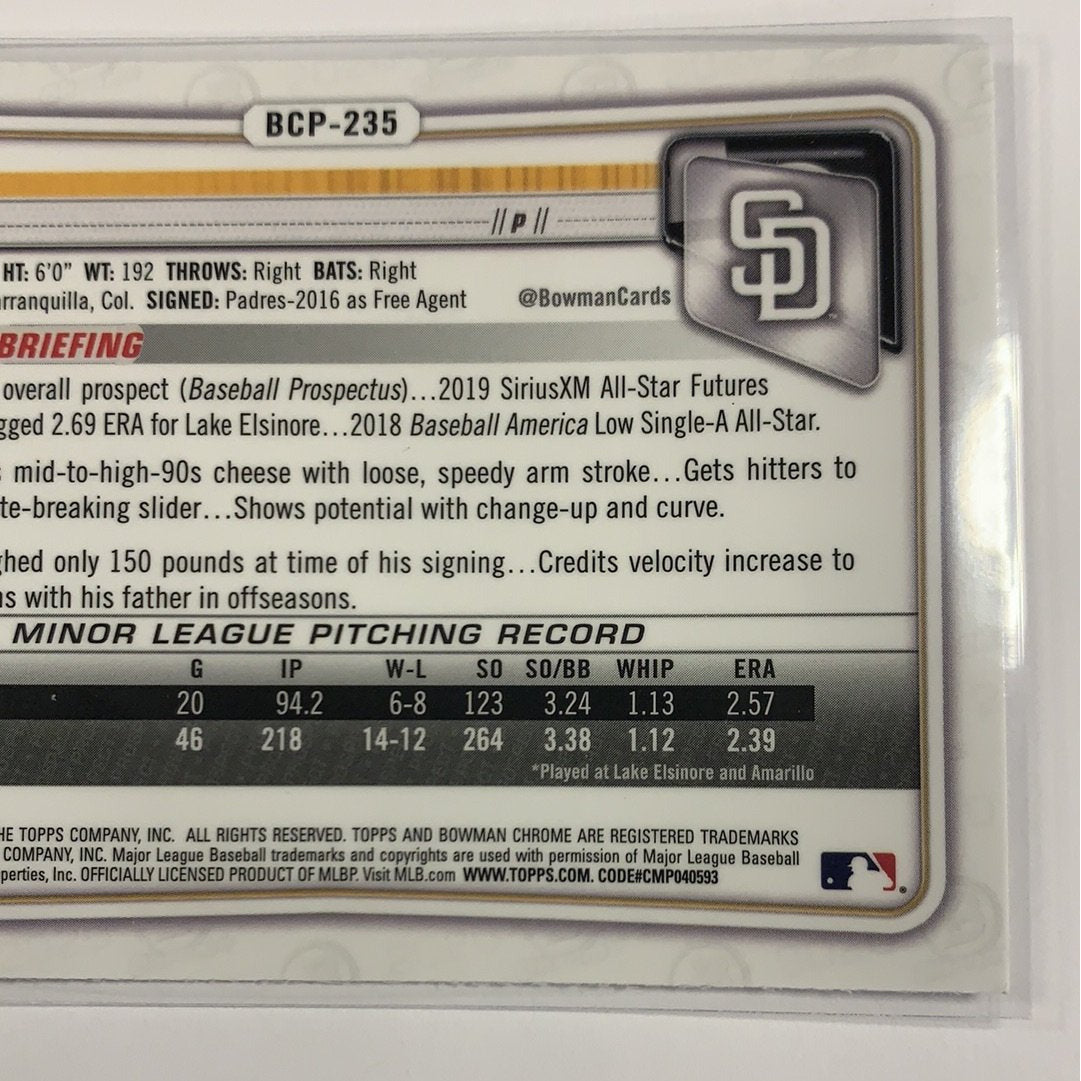 BCP-235
// P //
SD
HT: 6'0" WT: 192 THROWS: Right BATS: Right
rranquilla, Col. SIGNED: Padres-2016 as Free Agent @BowmanCards
BRIEFING
overall prospect (Baseball Prospectus)...2019 SiriusXM All-Star Futures
gged 2.69 ERA for Lake Elsinore...2018 Baseball America Low Single-A All-Star.
s mid-to-high-90s cheese with loose, speedy arm stroke...Gets hitters to
te-breaking slider...Shows potential with change-up and curve.
ghed only 150 pounds at time of his signing...Credits velocity increase to
ns with his father in offseasons.
MINOR LEAGUE PITCHING RECORD
G IP W-L SO SO/BB WHIP ERA
20 94.2 6-8 123 3.24 1.13 2.57
46 218 14-12 264 3.38 1.12 2.39
*Played at Lake Elsinore and Amarillo
HE TOPPS COMPANY, INC. ALL RIGHTS RESERVED. TOPPS AND BOWMAN CHROME ARE REGISTERED TRADEMARKS
COMPANY, INC. Major League Baseball trademarks and copyrights are used with permission of Major League Baseball
perties, Inc. OFFICIALLY LICENSED PRODUCT OF MLBP. Visit MLB.com WWW.TOPPS.COM. CODE#CMP040593